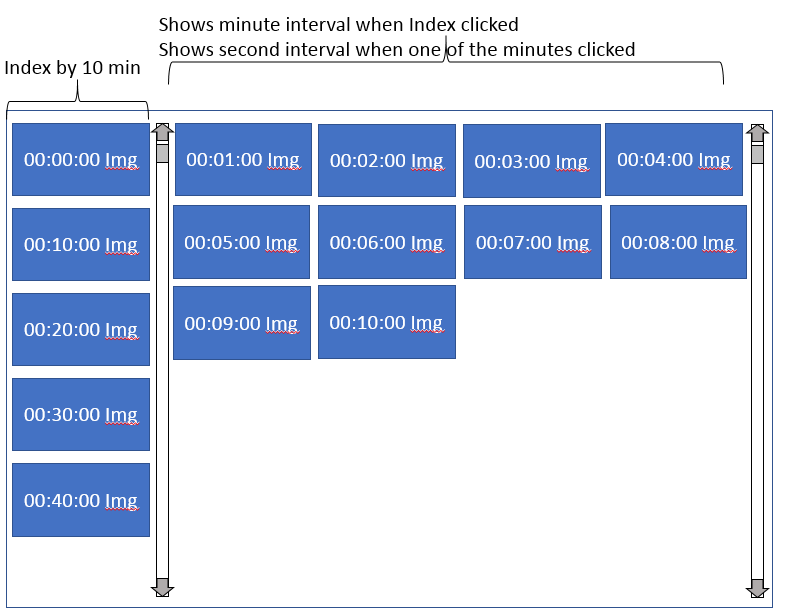 Shows minute interval when Index clicked
Shows second interval when one of the minutes clicked
Index by 10 min
00:00:00 Img
00:01:00 Img
00:02:00 Img
00:03:00 Img
00:04:00 Img
00:10:00 Img
00:05:00 Img
00:06:00 Img
00:07:00 Img
00:08:00 Img
00:20:00 Img
00:09:00 Img
00:10:00 Img
00:30:00 Img
00:40:00 Img